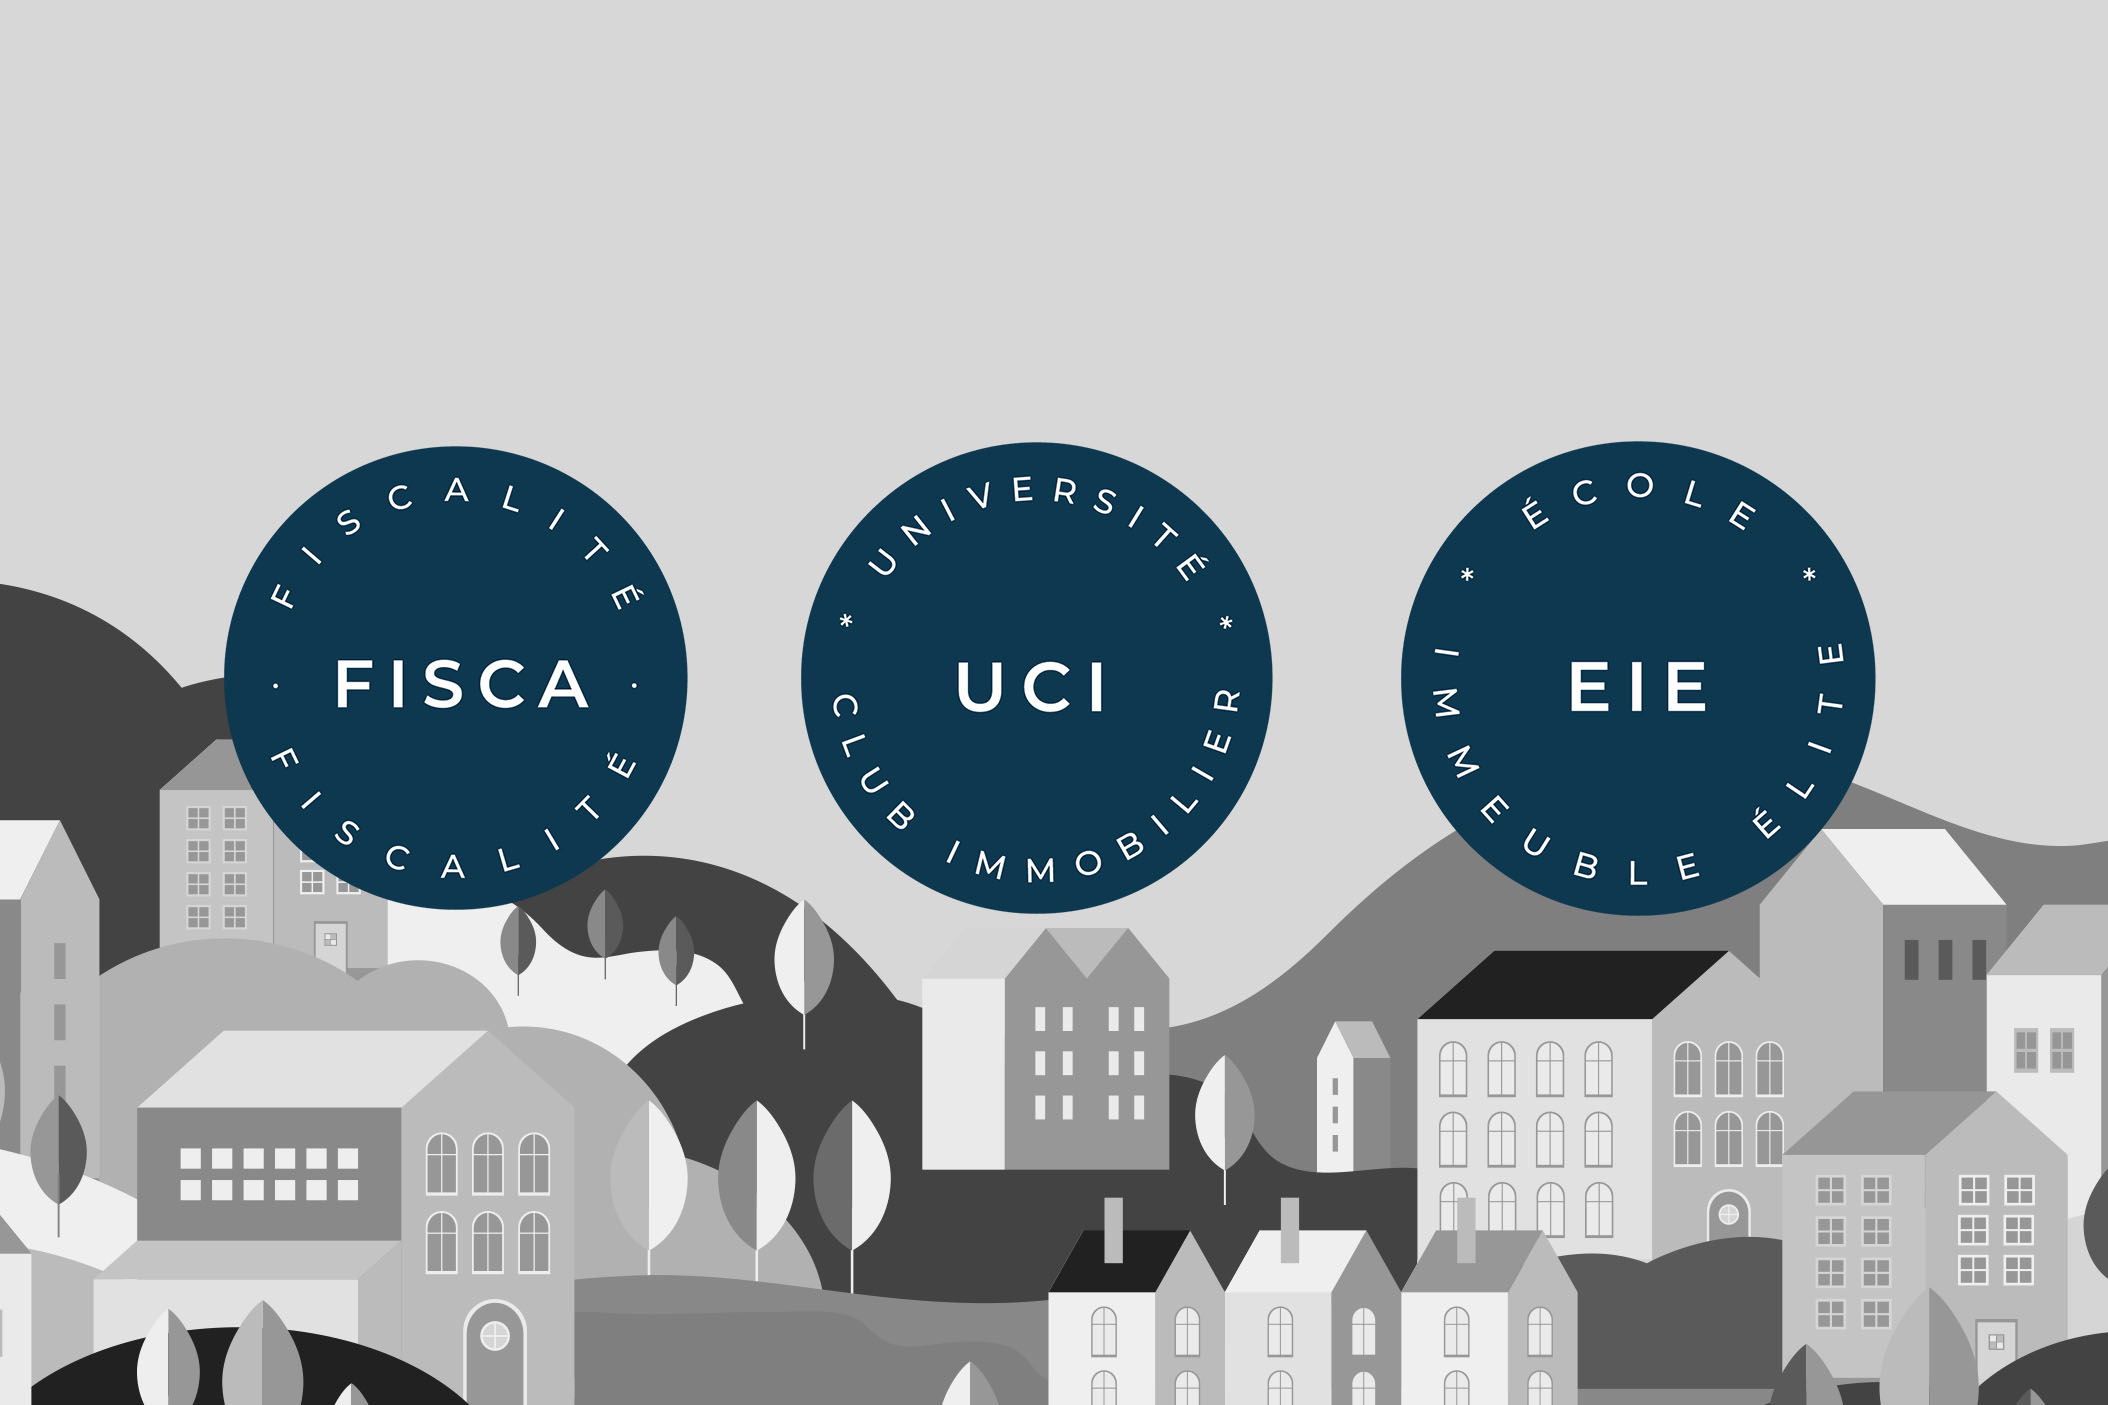 FISCALITÉ
FISCA
· FISCALITÉ ·
UNIVERSITÉ
UCI
* CLUB IMMOBILIER *
ÉCOLE
EIE
* IMMEUBLE ÉLITE *